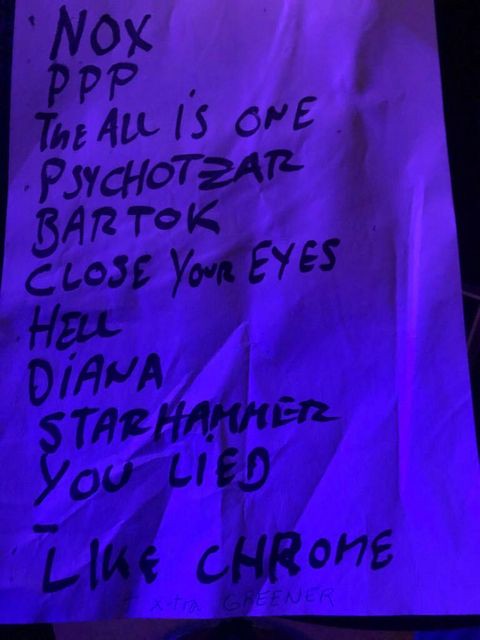 NOX
PPP
THE ALL IS ONE
PSYCHOTZAR
BARTOK
CLOSE YOUR EYES
HELL
DIANA
STARHAMMER
YOU LIED
-
LIKE CHROME
+ x-tra GREENER